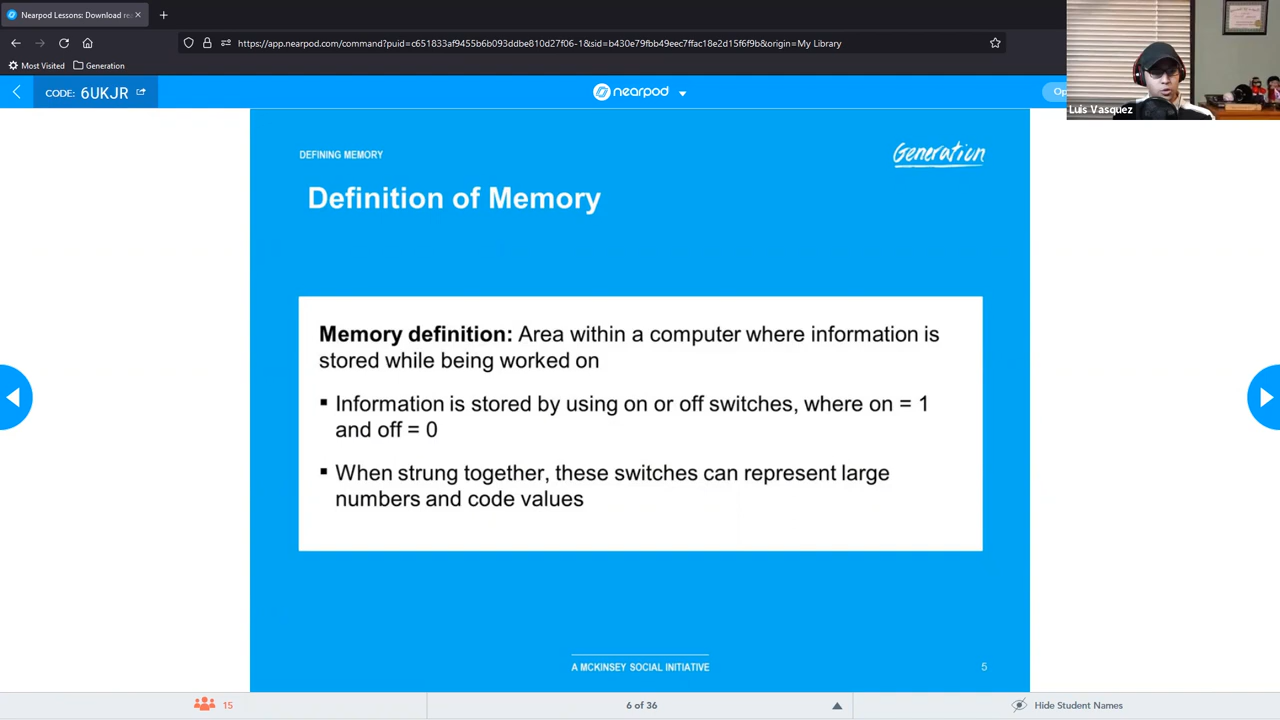 Nearpod Lessons: Download re
https://app.nearpod.com/command?puid=c651833af9453b6b093ddbe810d27f06-1&sid=b430e79fbb49eec7ffac18e2d15f6f9b&origin=My Library
Most Visited
Generation
CODE: 6UKJR
nearpod
Op
Luis Vasquez
DEFINING MEMORY
Generation
Definition of Memory
Memory definition: Area within a computer where information is
stored while being worked on
▪ Information is stored by using on or off switches, where on = 1
and off = 0
▪ When strung together, these switches can represent large
numbers and code values
A MCKINSEY SOCIAL INITIATIVE
5
15
6 of 36
Hide Student Names